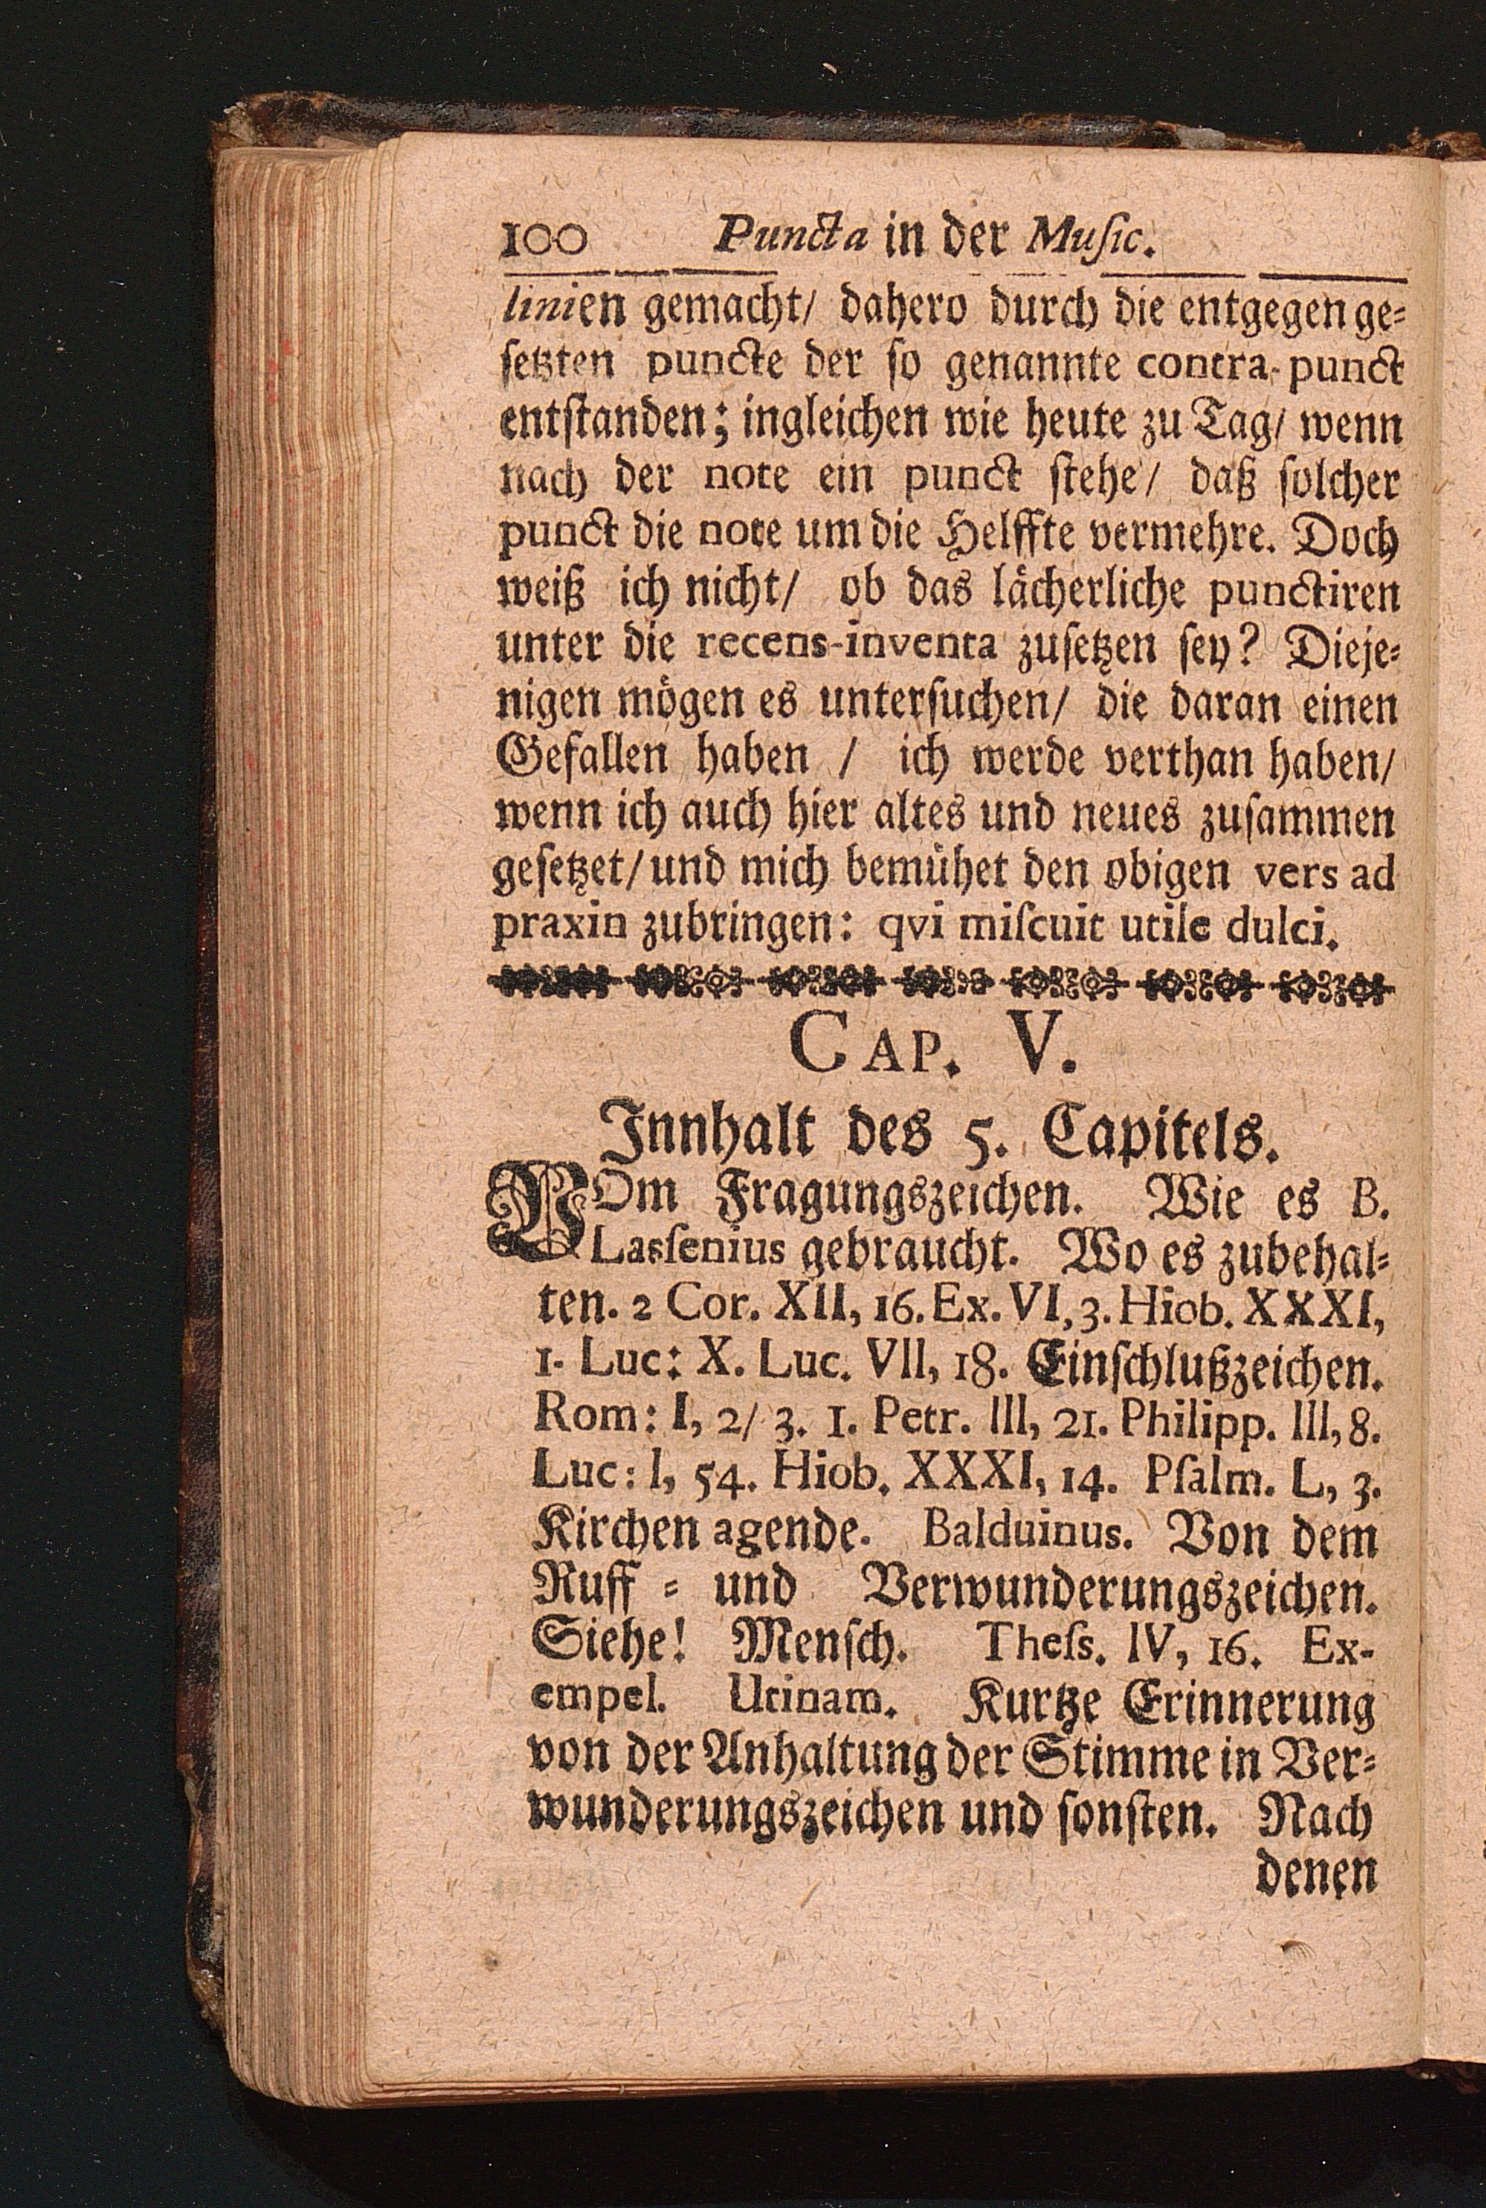 100 Puncta in der Muſic.
linien gemacht/ dahero durch die entgegen ge⸗
ſetzten puncte der ſo genannte contra-punct
entſtanden; ingleichen wie heute zu Tag/ wenn
nach der note ein punct ſtehe/ daß ſolcher
punct die note um die Helffte vermehre. Doch
weiß ich nicht/ ob das lächerliche punctiren
unter die recens-inventa zuſetzen ſey? Dieje⸗
nigen mögen es unterſuchen/ die daran einen
Gefallen haben / ich werde verthan haben/
wenn ich auch hier altes und neues zuſammen
geſetzet/ und mich bemühet den obigen vers ad
praxin zubringen: qvi miſcuit utile dulci.
CAP. V.
Innhalt des 5. Capitels.
VOm Fragungszeichen. Wie es B.
Lasſenius gebraucht. Wo es zubehal⸗
ten. 2 Cor. XII, 16. Ex. VI, 3. Hiob. XXXI,
1. Luc: X. Luc. VII, 18. Einſchlußzeichen.
Rom: I, 2/ 3. 1. Petr. III, 21. Philipp. III, 8.
Luc: I, 54. Hiob. XXXI, 14. Pſalm. L, 3.
Kirchen agende. Balduinus. Von dem
Ruff ⸗ und Verwunderungszeichen.
Siehe! Menſch. Theſs. IV, 16. Ex-
empel. Utinam. Kurtze Erinnerung
von der Anhaltung der Stimme in Ver⸗
wunderungszeichen und ſonſten. Nach
denen